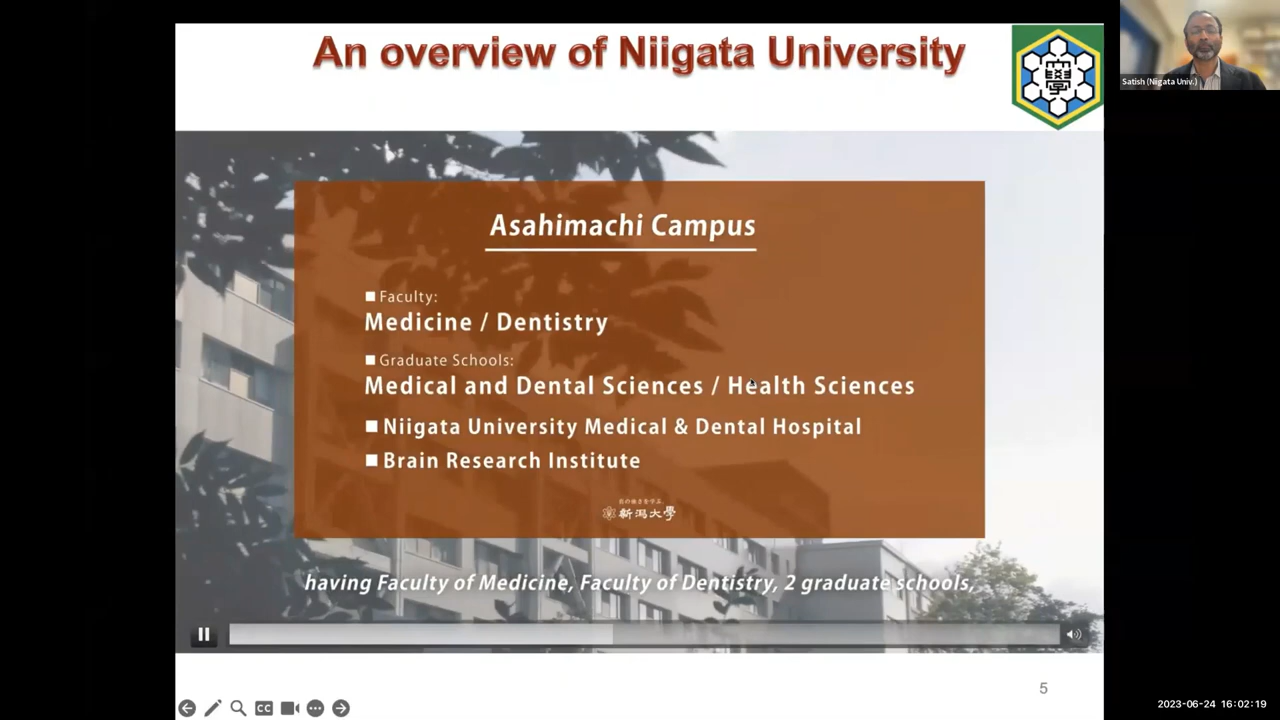 An overview of Niigata University
Satish (Niigata Univ.)
Asahimachi Campus
■ Faculty:
Medicine / Dentistry
■ Graduate Schools:
Medical and Dental Sciences / Health Sciences
■ Niigata University Medical & Dental Hospital
■ Brain Research Institute
新潟大學
having Faculty of Medicine, Faculty of Dentistry, 2 graduate schools,
5
CC
2023-06-24 16:02:19